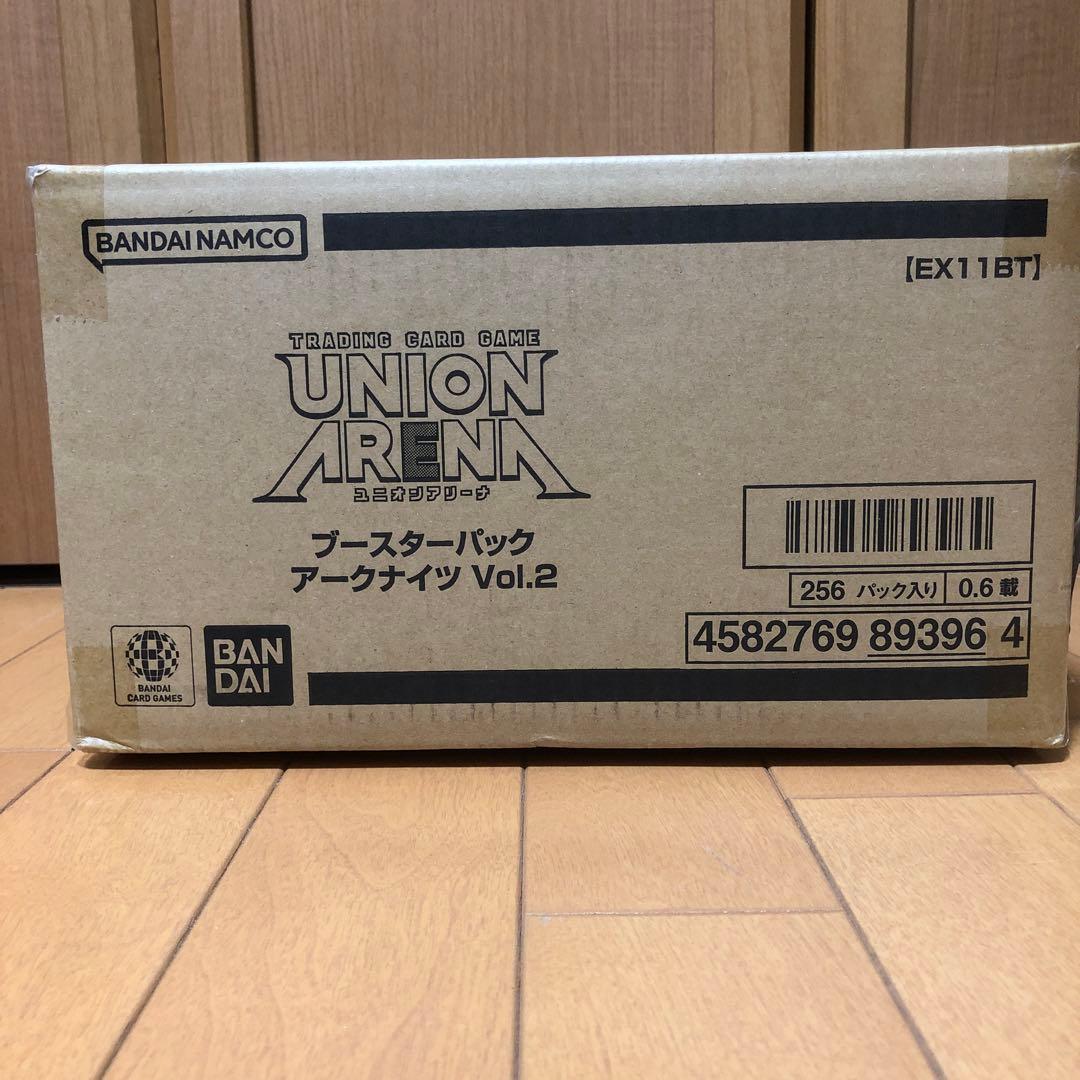 BANDAI NAMCO
【EX11BT】
TRADING CARD GAME
UNION
ARENA
ユニオンアリーナ
ブースターパック
アークナイツ Vol.2
256 パック入り 0.6 載
4582769 89396 4
BANDAI
CARD GAMES
BAN
DAI